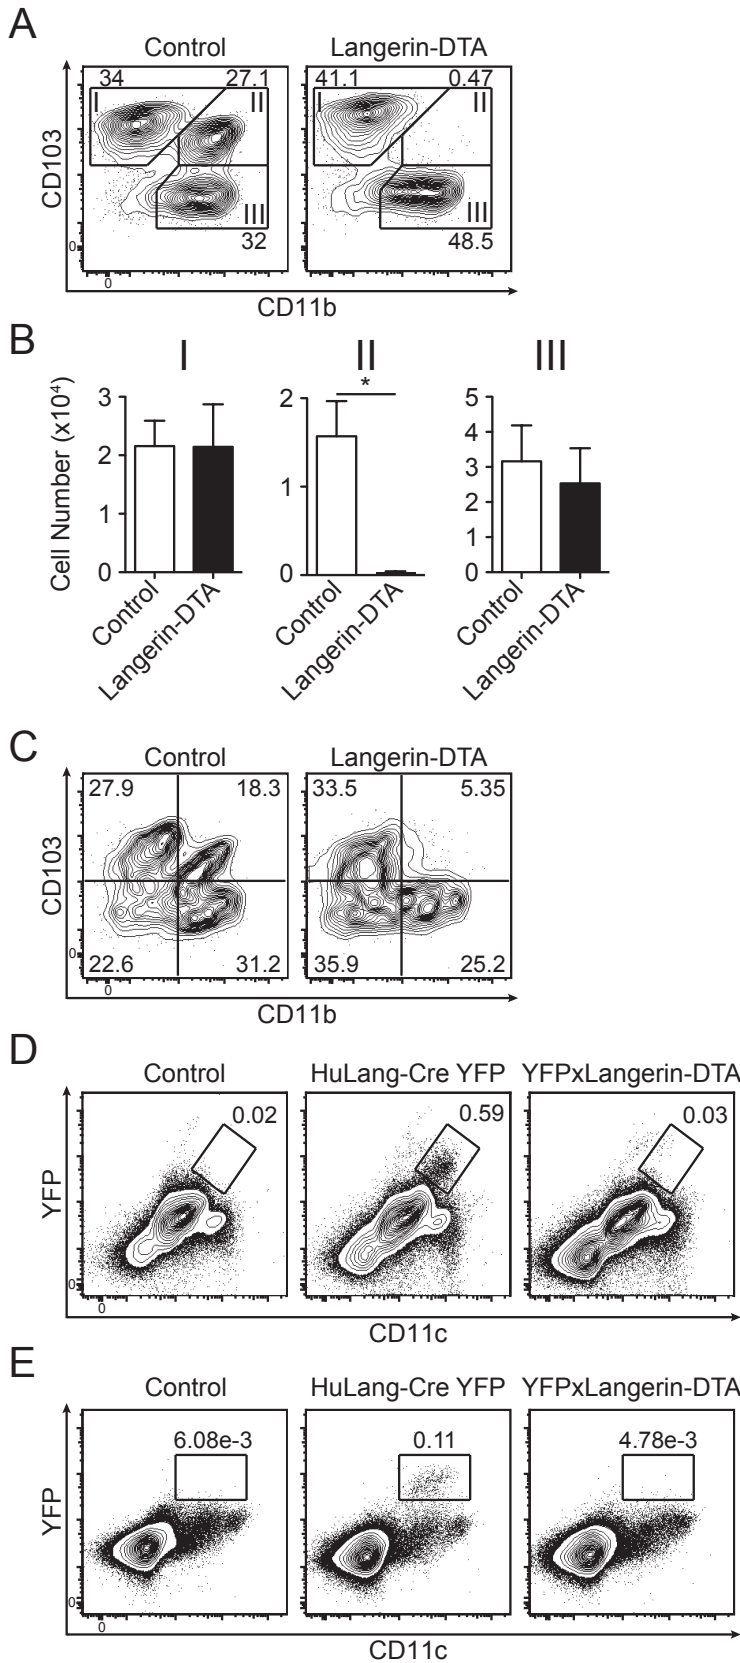 A
Control Langerin-DTA
34 27.1 41.1 0.47
I II I II
CD103
III III
32 48.5
0
0
CD11b
B
I II III
Cell Number (x10⁴)
3 2 1 0
2 1 0
*
5 4 3 2 1 0
Control Langerin-DTA Control Langerin-DTA Control Langerin-DTA
C
Control Langerin-DTA
27.9 18.3 33.5 5.35
CD103
22.6 31.2 35.9 25.2
0
0
CD11b
D
Control HuLang-Cre YFP YFPxLangerin-DTA
0.02 0.59 0.03
YFP
0
0
CD11c
E
Control HuLang-Cre YFP YFPxLangerin-DTA
6.08e-3 0.11 4.78e-3
YFP
0
0
CD11c